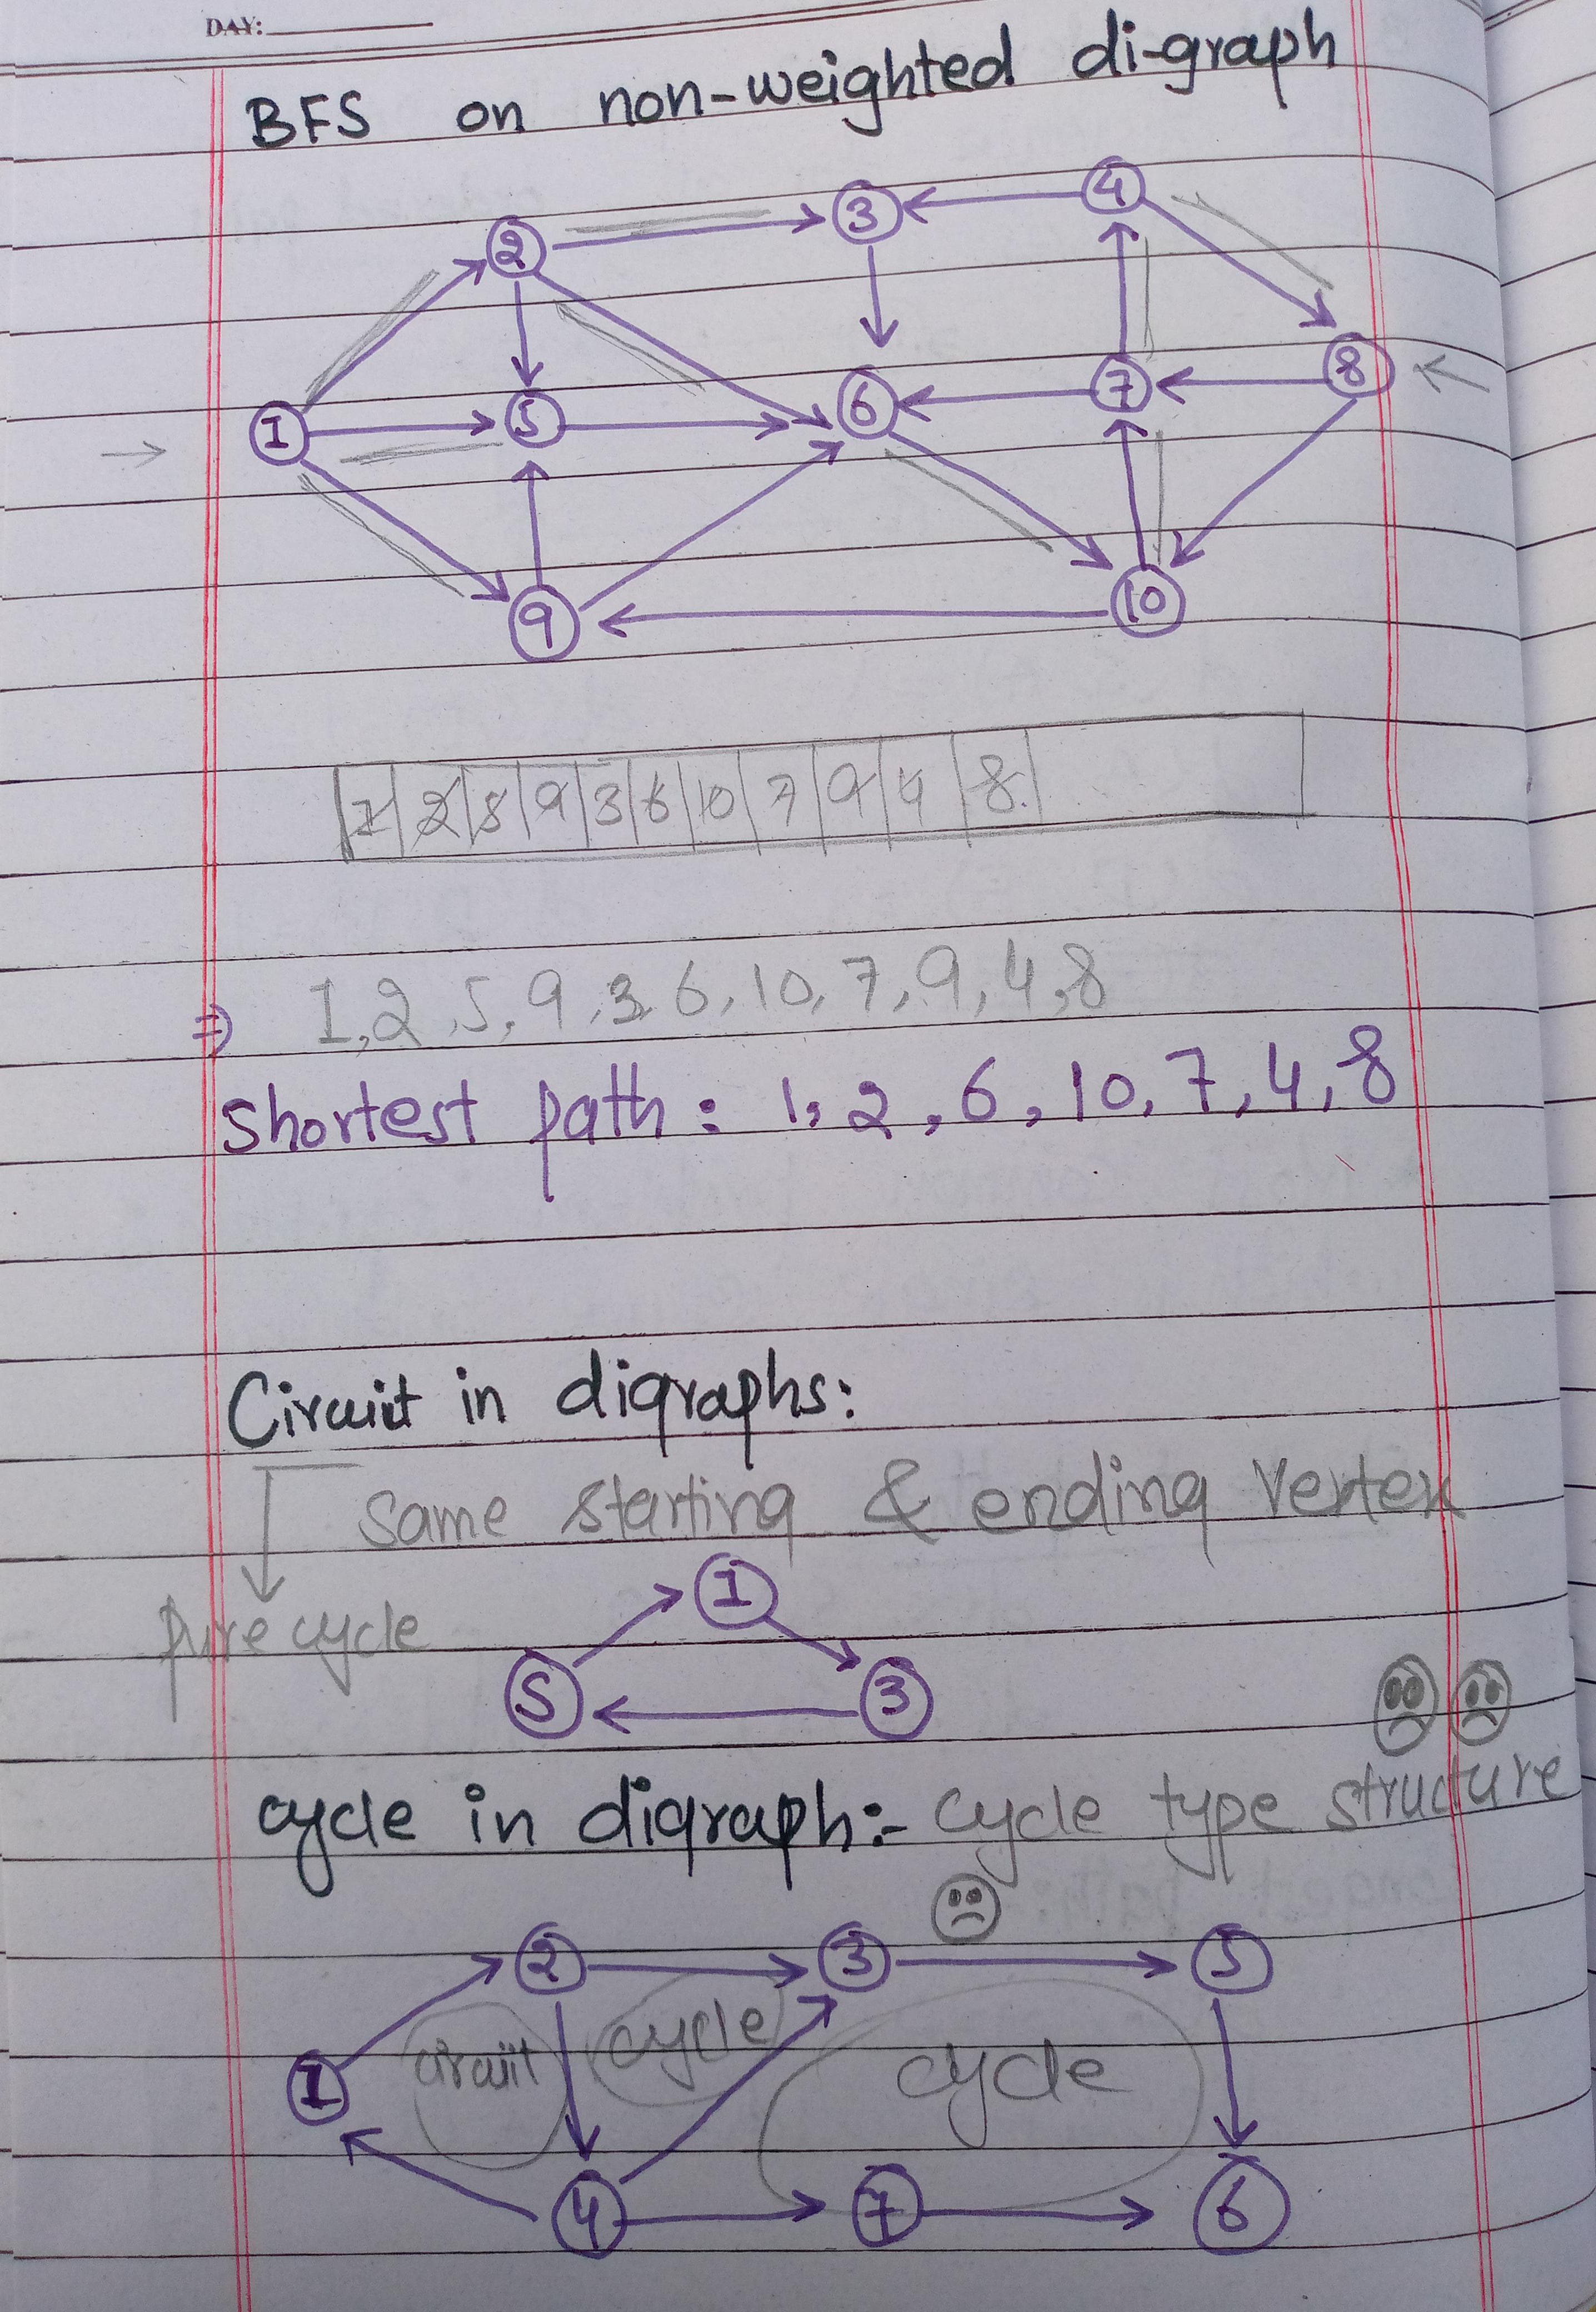 DAY:
BFS on non-weighted di-graph
2 3 4
1 5 6 7 8
9 10
1 2 5 9 3 6 10 7 9 4 8
⇒ 1,2,5,9,3,6,10,7,9,4,8
shortest path: 1,2,6,10,7,4,8
Circuit in digraphs:
same starting & ending vertex
pure cycle
1
5 3
cycle in digraph:- cycle type structure
2 3 5
circuit cycle
1 cycle
4 7 6